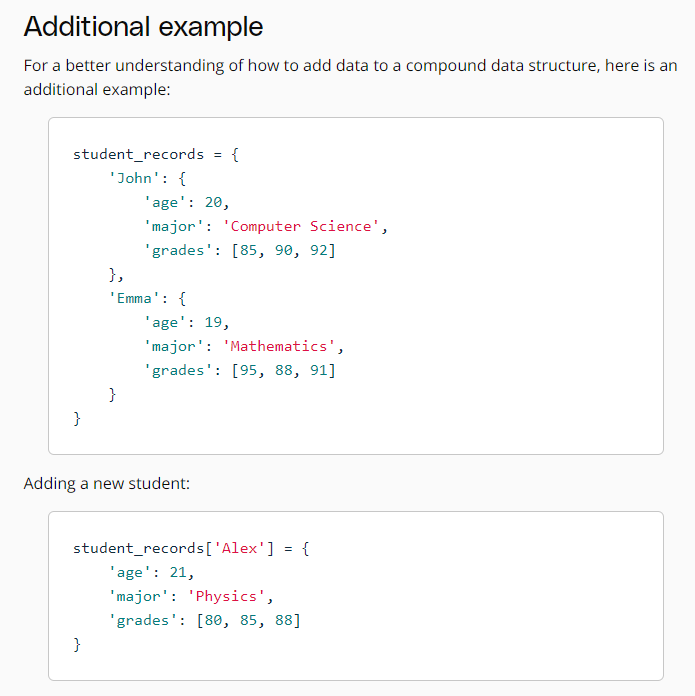 Additional example
For a better understanding of how to add data to a compound data structure, here is an
additional example:
student_records = {
    'John': {
        'age': 20,
        'major': 'Computer Science',
        'grades': [85, 90, 92]
    },
    'Emma': {
        'age': 19,
        'major': 'Mathematics',
        'grades': [95, 88, 91]
    }
}
Adding a new student:
student_records['Alex'] = {
    'age': 21,
    'major': 'Physics',
    'grades': [80, 85, 88]
}